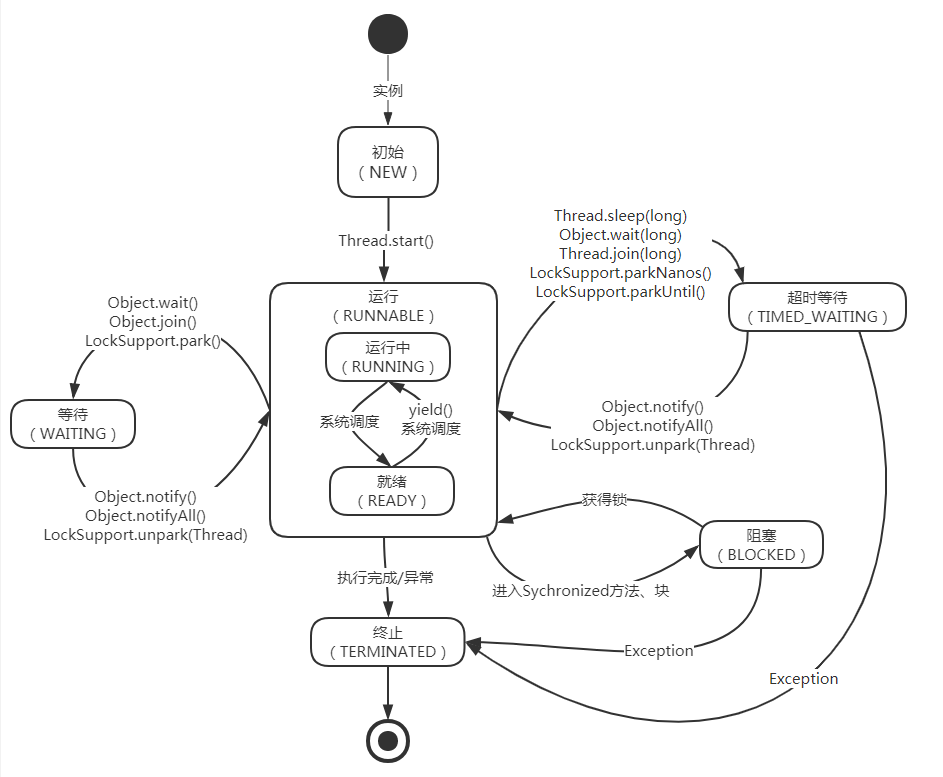 实例
初始
（NEW）
Thread.start()
Thread.sleep(long)
Object.wait(long)
Thread.join(long)
LockSupport.parkNanos()
LockSupport.parkUntil()
超时等待
（TIMED_WAITING）
运行
（RUNNABLE）
运行中
（RUNNING）
系统调度
yield()
系统调度
就绪
（READY）
Object.wait()
Object.join()
LockSupport.park()
等待
（WAITING）
Object.notify()
Object.notifyAll()
LockSupport.unpark(Thread)
Object.notify()
Object.notifyAll()
LockSupport.unpark(Thread)
获得锁
阻塞
（BLOCKED）
进入Sychronized方法、块
执行完成/异常
终止
（TERMINATED）
Exception
Exception